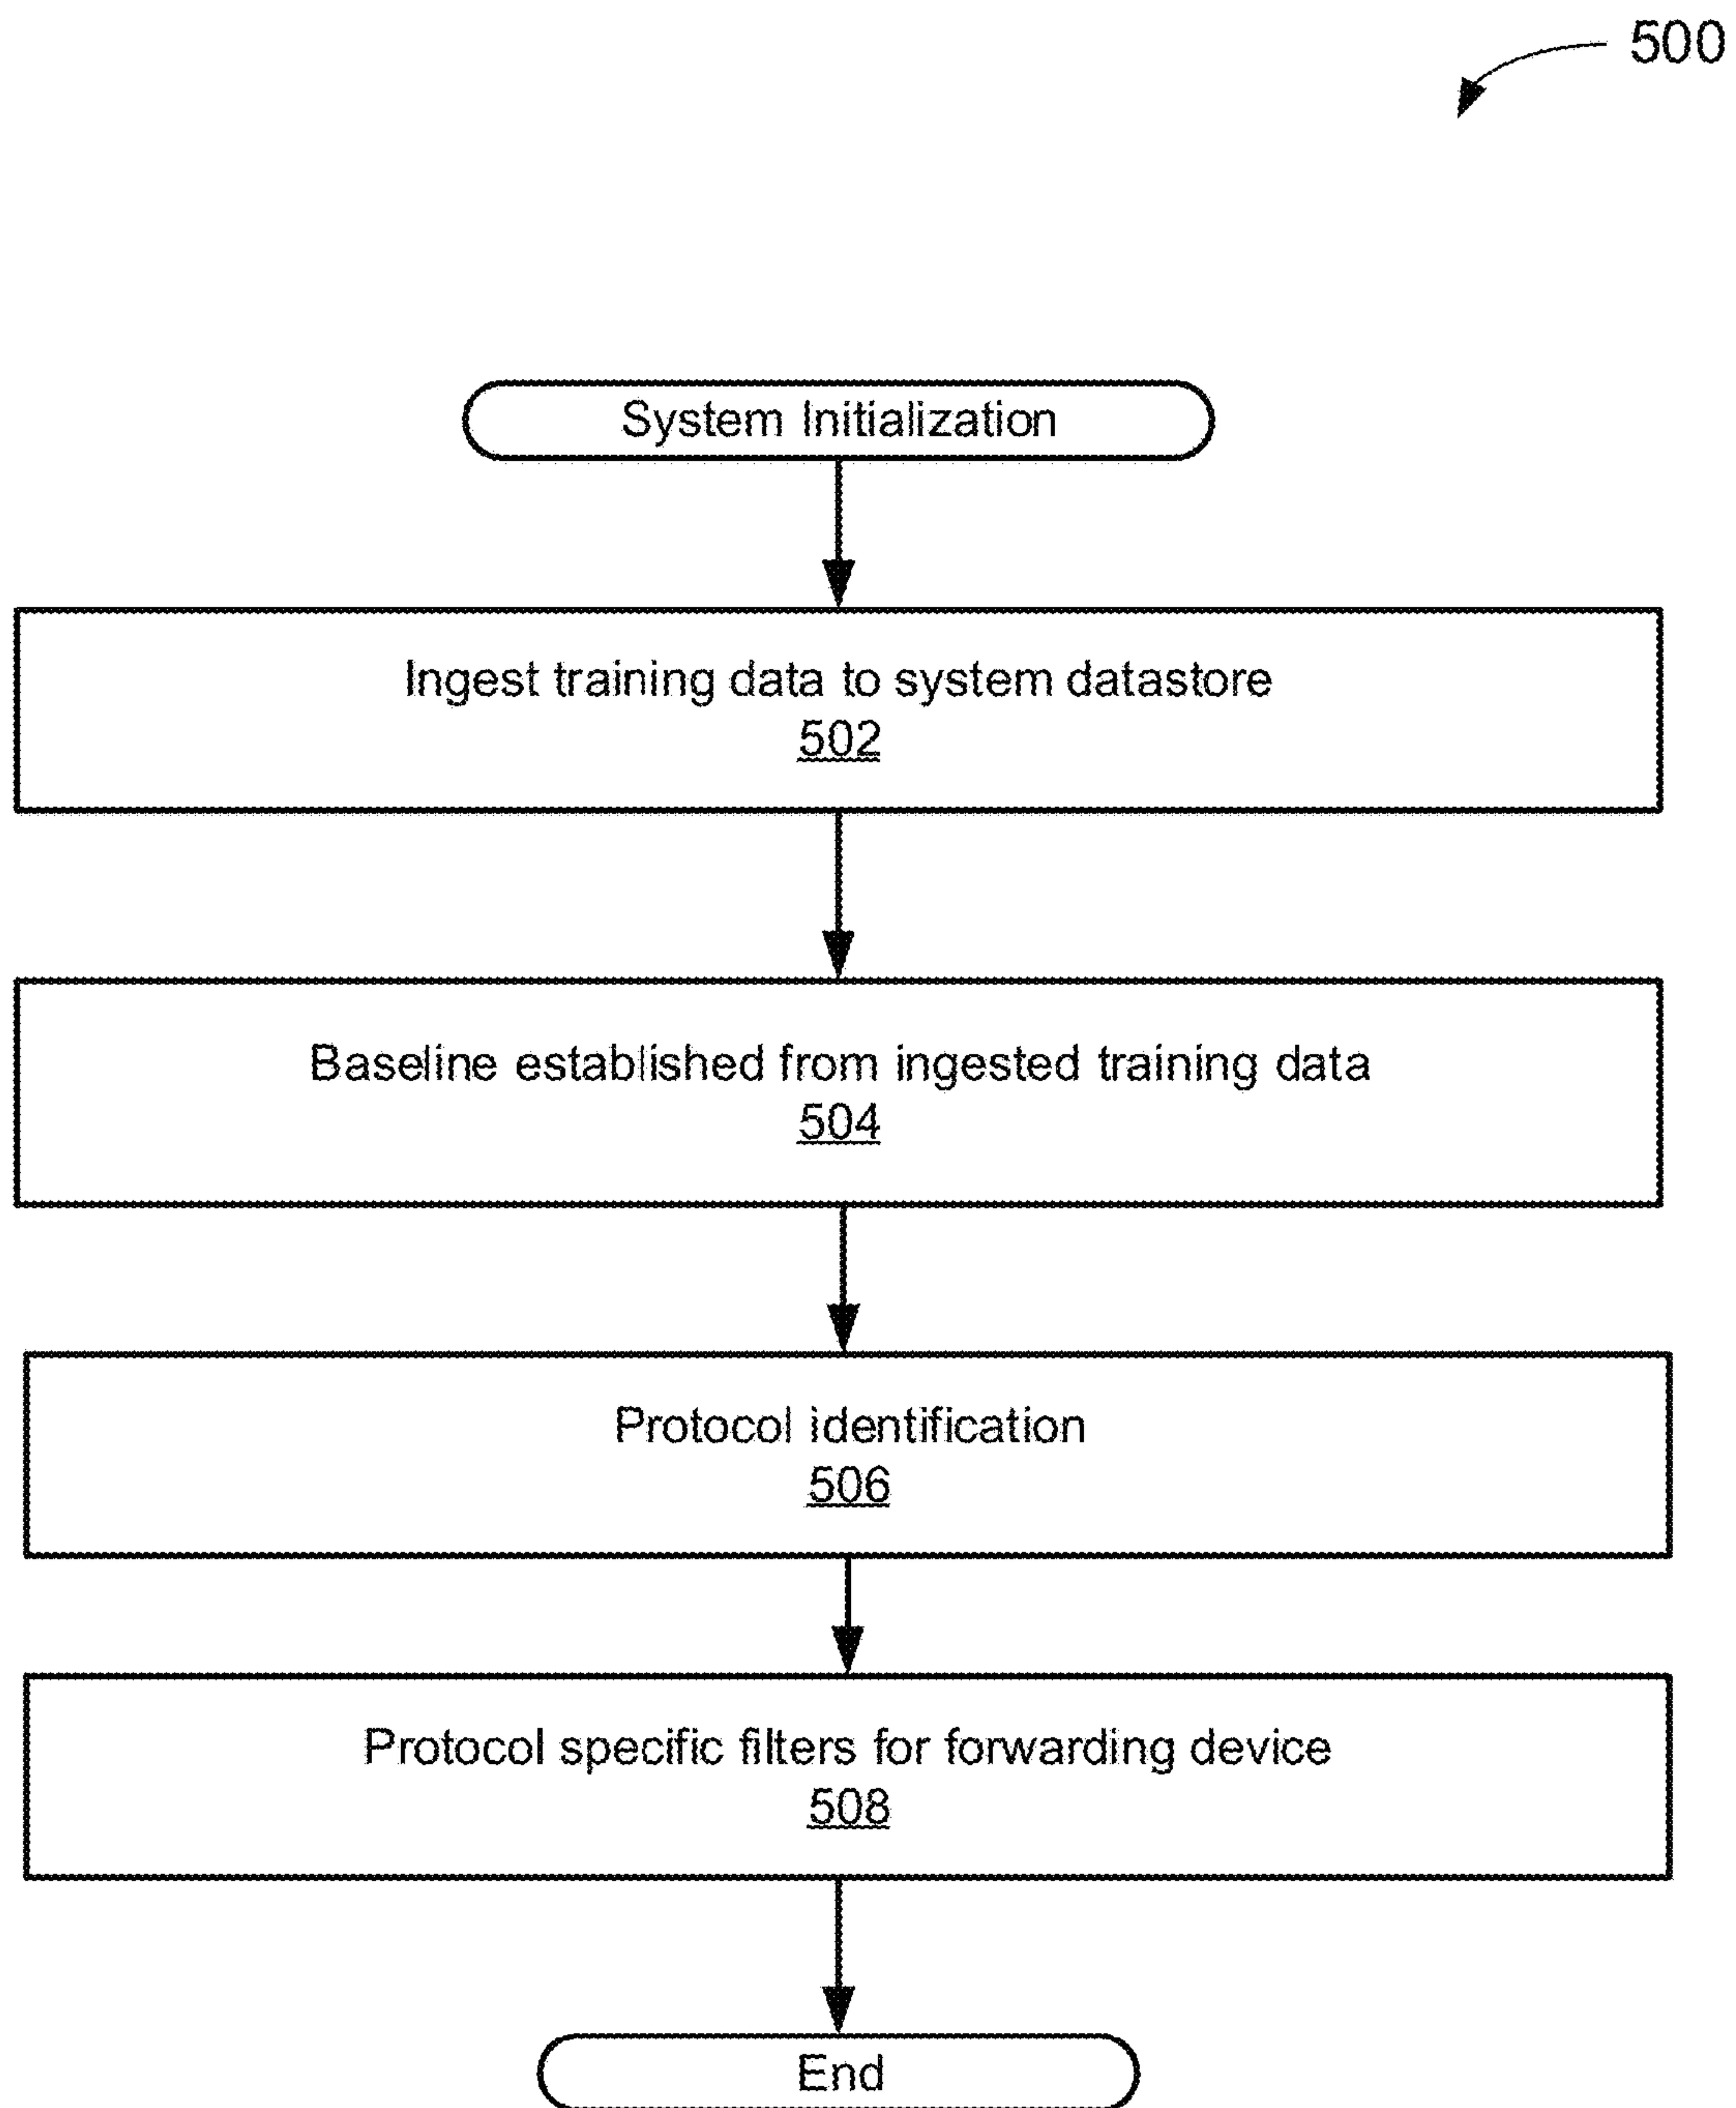 500
System Initialization
Ingest training data to system datastore
502
Baseline established from ingested training data
504
Protocol identification
506
Protocol specific filters for forwarding device
508
End